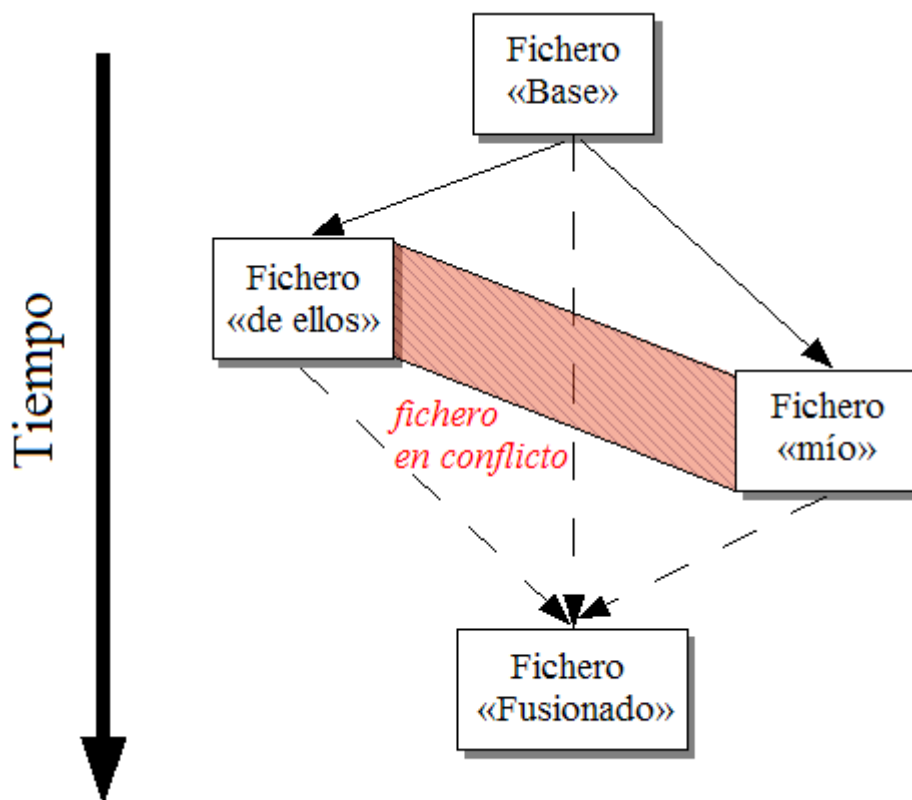 Fichero
«Base»
Tiempo
Fichero
«de ellos»
Fichero
«mío»
fichero
en conflicto
Fichero
«Fusionado»